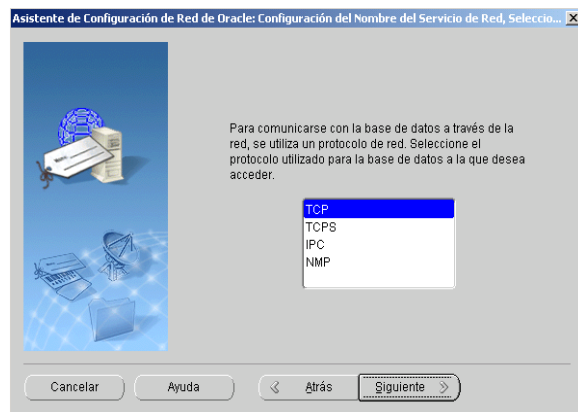 Asistente de Configuración de Red de Oracle: Configuración del Nombre del Servicio de Red, Seleccio...
Para comunicarse con la base de datos a través de la
red, se utiliza un protocolo de red. Seleccione el
protocolo utilizado para la base de datos a la que desea
acceder.
TCP
TCPS
IPC
NMP
Cancelar
Ayuda
Atrás
Siguiente